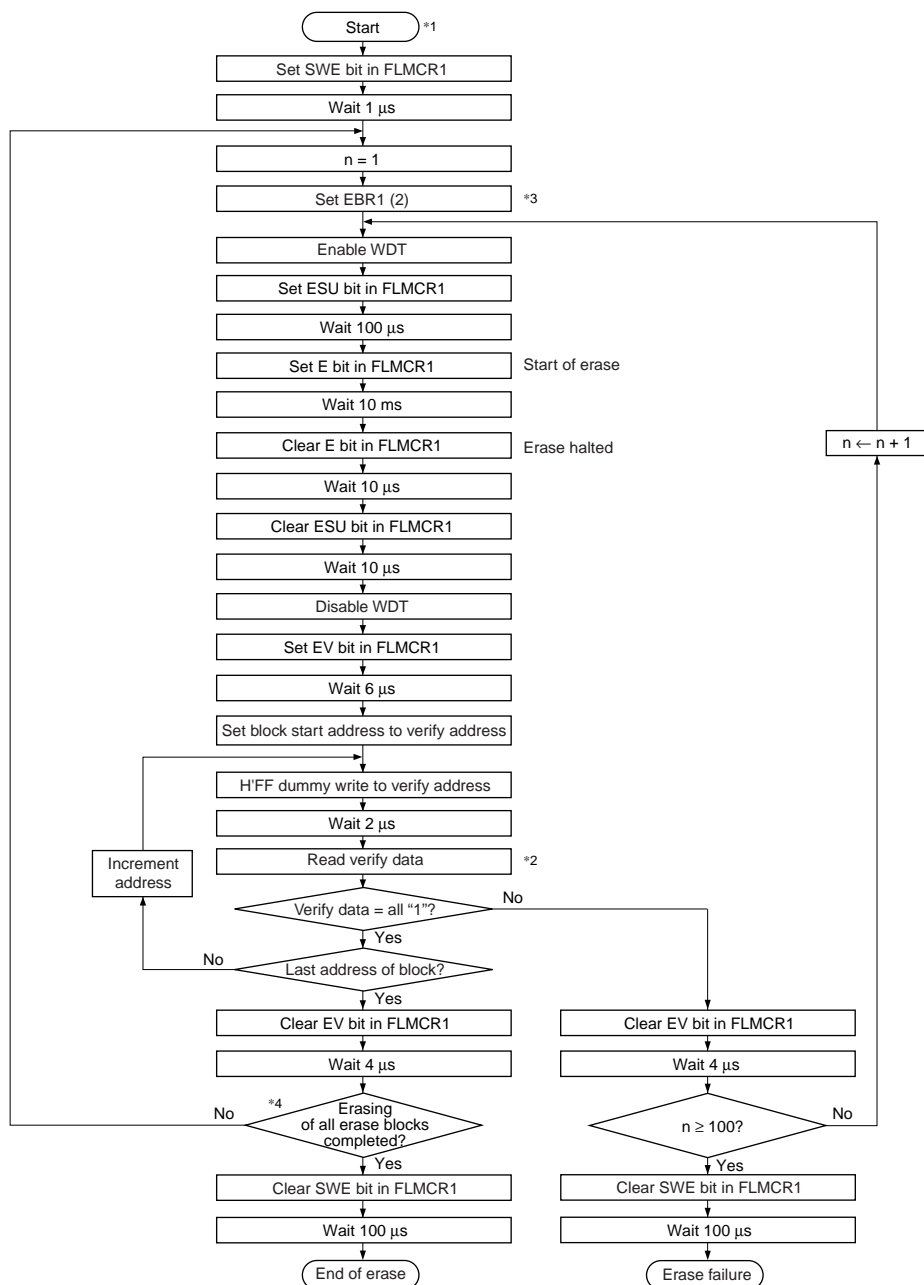 Start
*1
Set SWE bit in FLMCR1
Wait 1 μs
n = 1
Set EBR1 (2)
*3
Enable WDT
Set ESU bit in FLMCR1
Wait 100 μs
Set E bit in FLMCR1
Start of erase
Wait 10 ms
Clear E bit in FLMCR1
Erase halted
n ← n + 1
Wait 10 μs
Clear ESU bit in FLMCR1
Wait 10 μs
Disable WDT
Set EV bit in FLMCR1
Wait 6 μs
Set block start address to verify address
H'FF dummy write to verify address
Wait 2 μs
Increment
address
Read verify data
*2
Verify data = all “1”?
No
Yes
No
Last address of block?
Yes
Clear EV bit in FLMCR1
Clear EV bit in FLMCR1
Wait 4 μs
Wait 4 μs
No
*4
Erasing
of all erase blocks
completed?
n ≥ 100?
No
Yes
Yes
Clear SWE bit in FLMCR1
Clear SWE bit in FLMCR1
Wait 100 μs
Wait 100 μs
End of erase
Erase failure